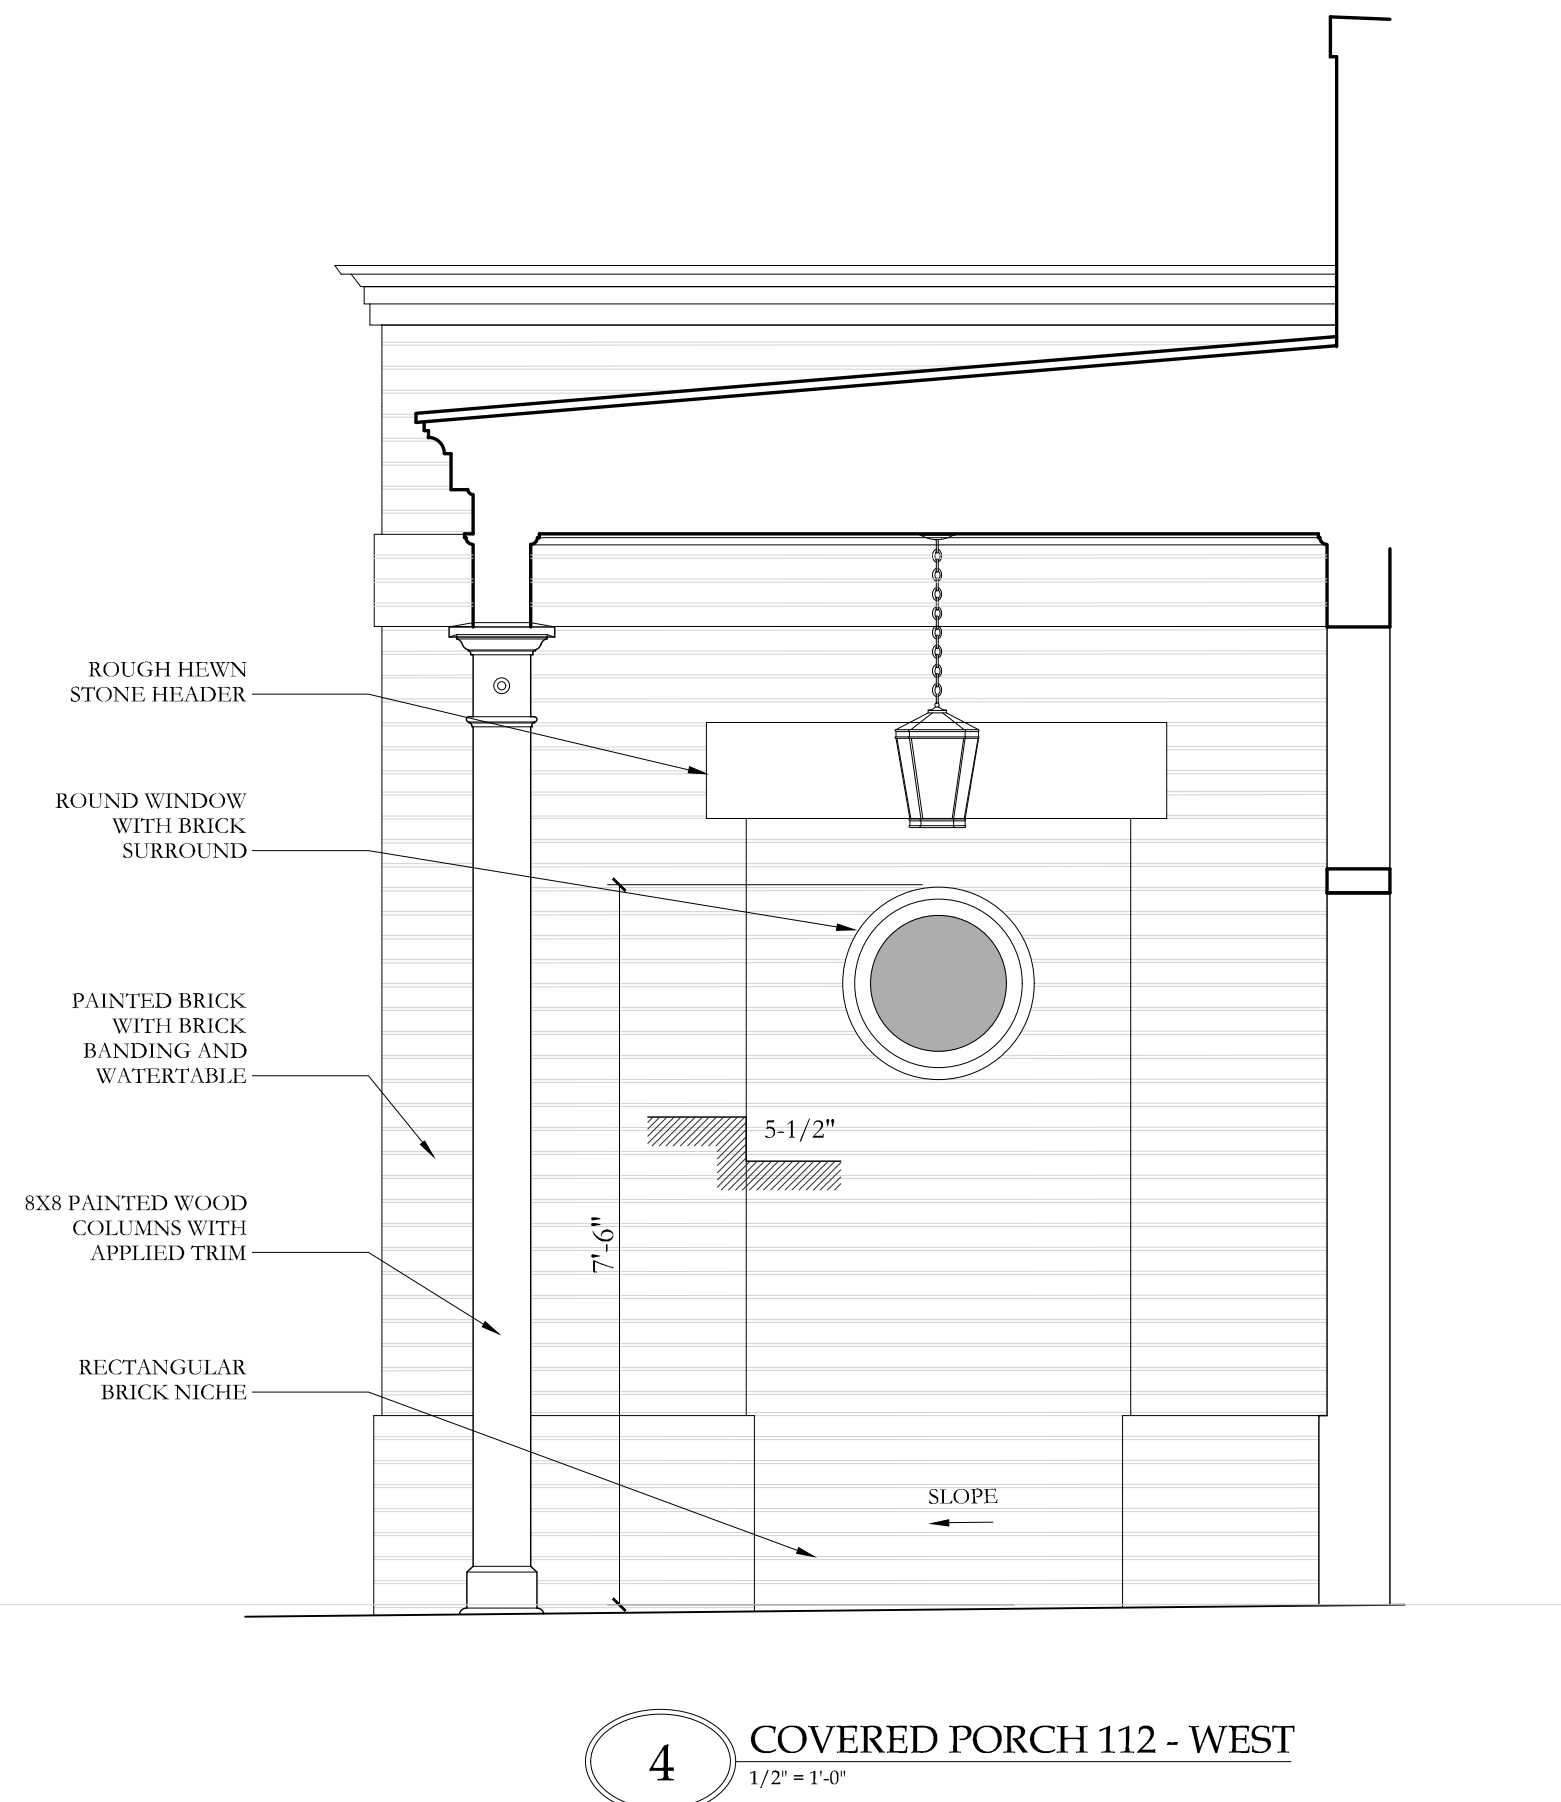 ROUGH HEWN
STONE HEADER
ROUND WINDOW
WITH BRICK
SURROUND
PAINTED BRICK
WITH BRICK
BANDING AND
WATERTABLE
5-1/2"
8X8 PAINTED WOOD
COLUMNS WITH
APPLIED TRIM
7'-6"
RECTANGULAR
BRICK NICHE
SLOPE
4
COVERED PORCH 112 - WEST
1/2" = 1'-0"